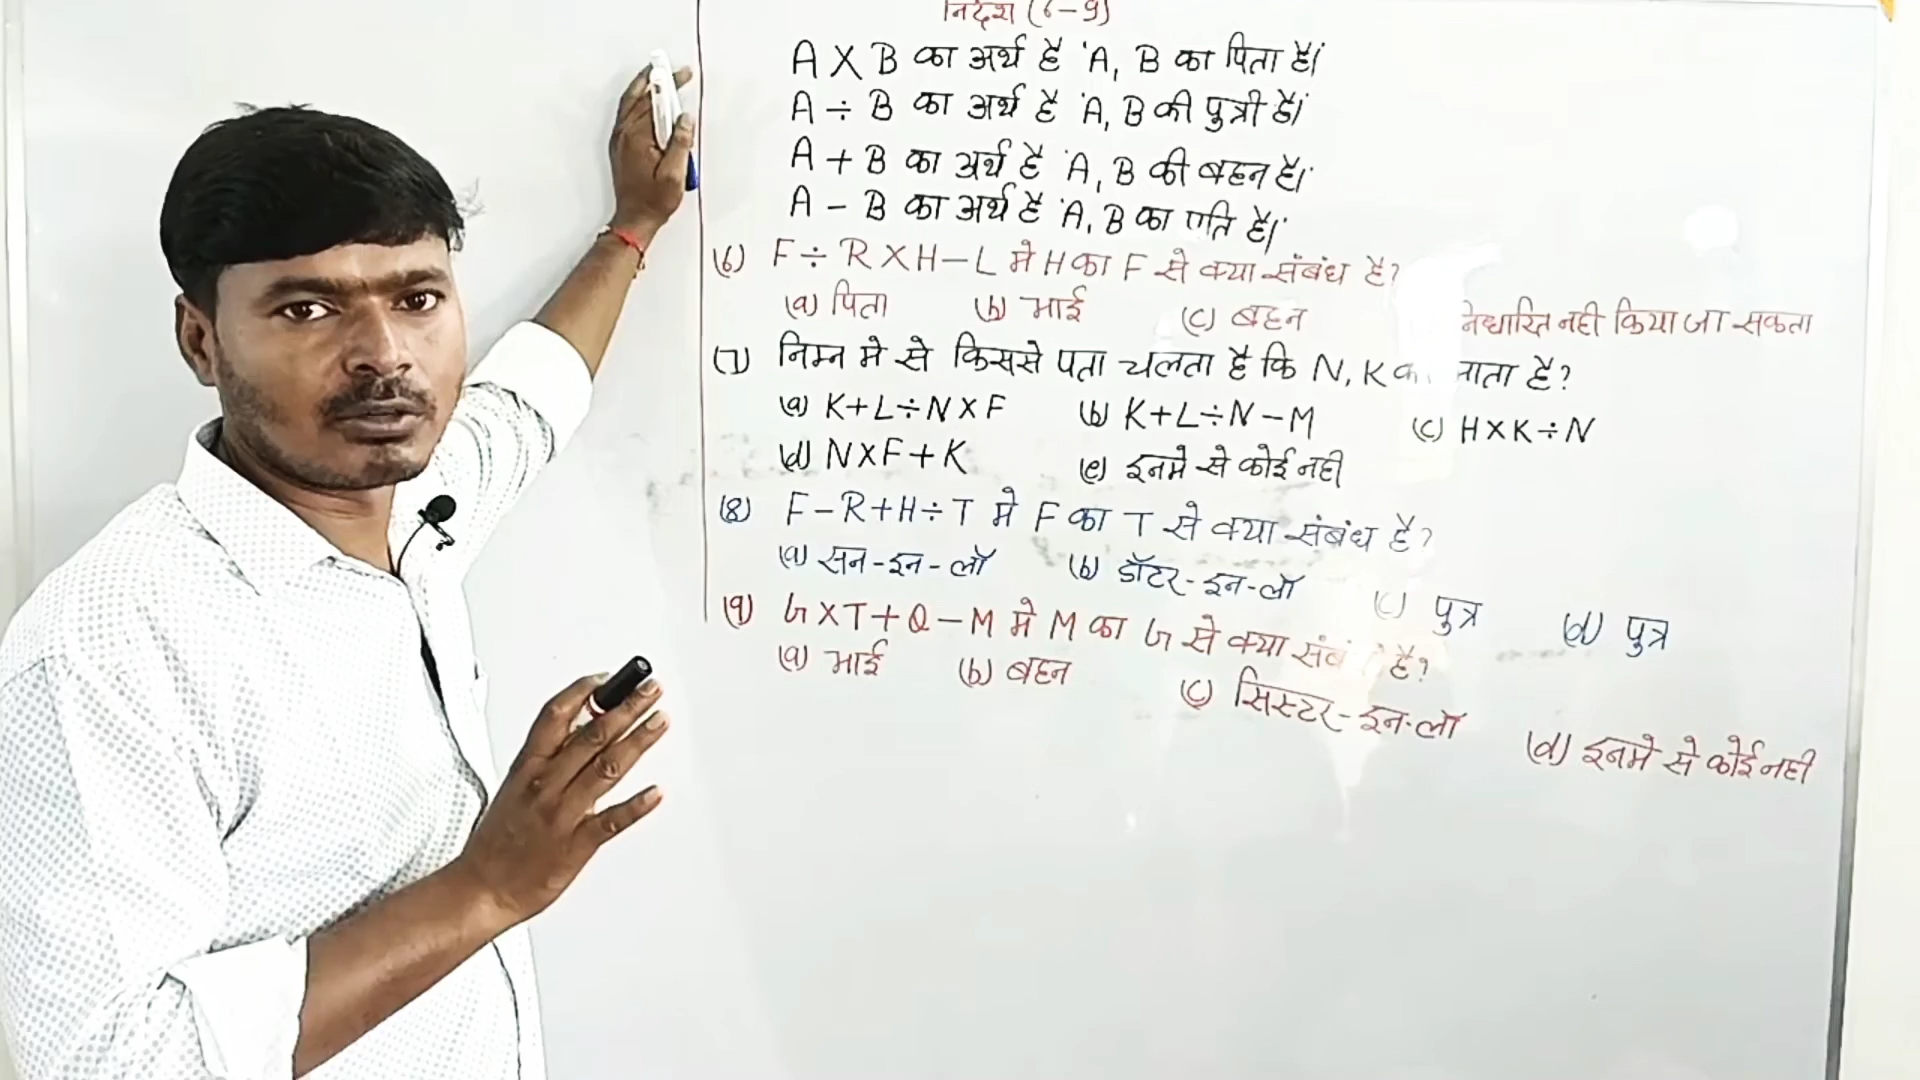 निर्देश (6-9)
A X B का अर्थ है 'A, B का पिता है।'
A ÷ B का अर्थ है 'A, B की पुत्री है।'
A + B का अर्थ है 'A, B की बहन है।'
A - B का अर्थ है 'A, B का पति है।'
(6) F ÷ R X H - L मे H का F से क्या संबंध है?
(a) पिता (b) भाई (c) बहन निर्धारित नही किया जा सकता
(7) निम्न मे से किससे पता चलता है कि N, K का है?
(a) K+L÷N X F (b) K+L÷N-M (c) H X K ÷ N
(d) N X F + K (e) इनमे से कोई नही
(8) F-R+H÷T मे F का T से क्या संबंध है?
(a) सन-इन-लॉ (b) डॉटर-इन-लॉ (c) पुत्र (d) पुत्र
(9) G X T + Q - M मे M का G से क्या संबंध है?
(a) भाई (b) बहन (c) सिस्टर-इन-लॉ (d) इनमे से कोई नही